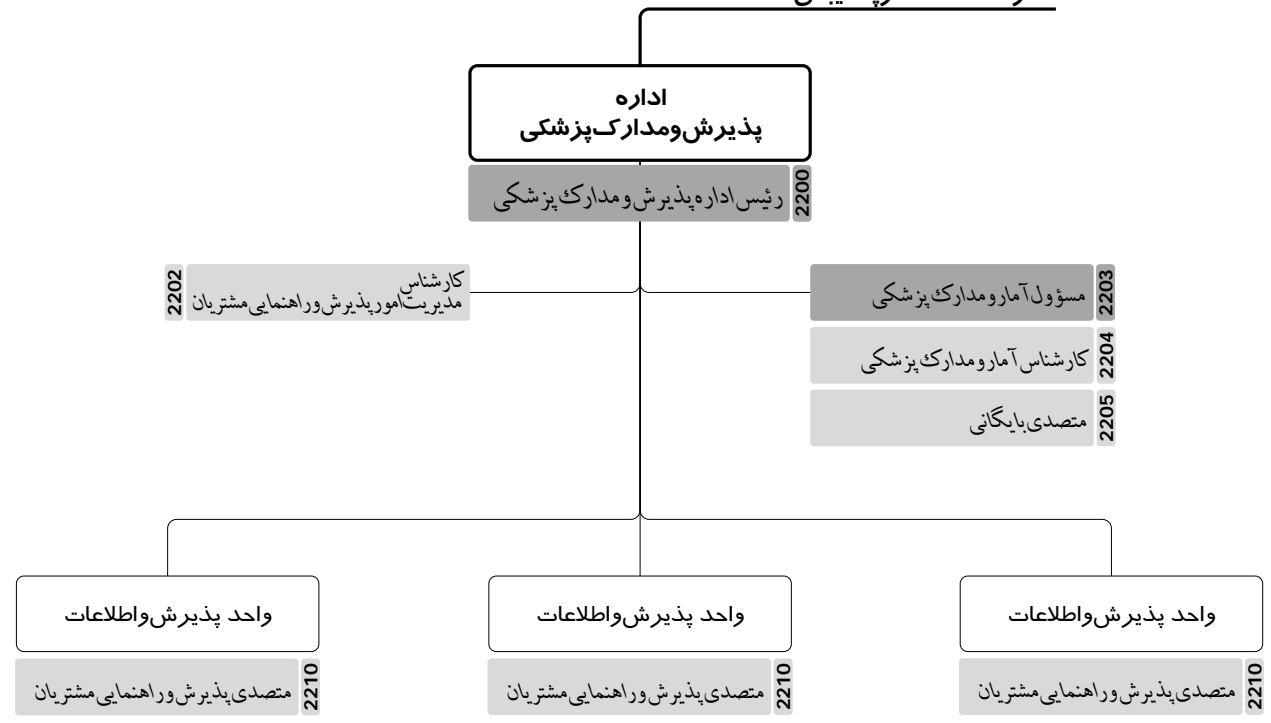 اداره
پذیرش‌ومدارک‌پزشکی
2200
رئیس اداره پذیرش و مدارک پزشکی
2203
مسؤول آمار و مدارک پزشکی
کارشناس
مدیریت امور پذیرش و راهنمایی مشتریان
2202
2204
کارشناس آمار و مدارک پزشکی
2205
متصدی بایگانی
واحد پذیرش‌واطلاعات
2210
متصدی پذیرش و راهنمایی مشتریان
واحد پذیرش‌واطلاعات
2210
متصدی پذیرش و راهنمایی مشتریان
واحد پذیرش‌واطلاعات
2210
متصدی پذیرش و راهنمایی مشتریان